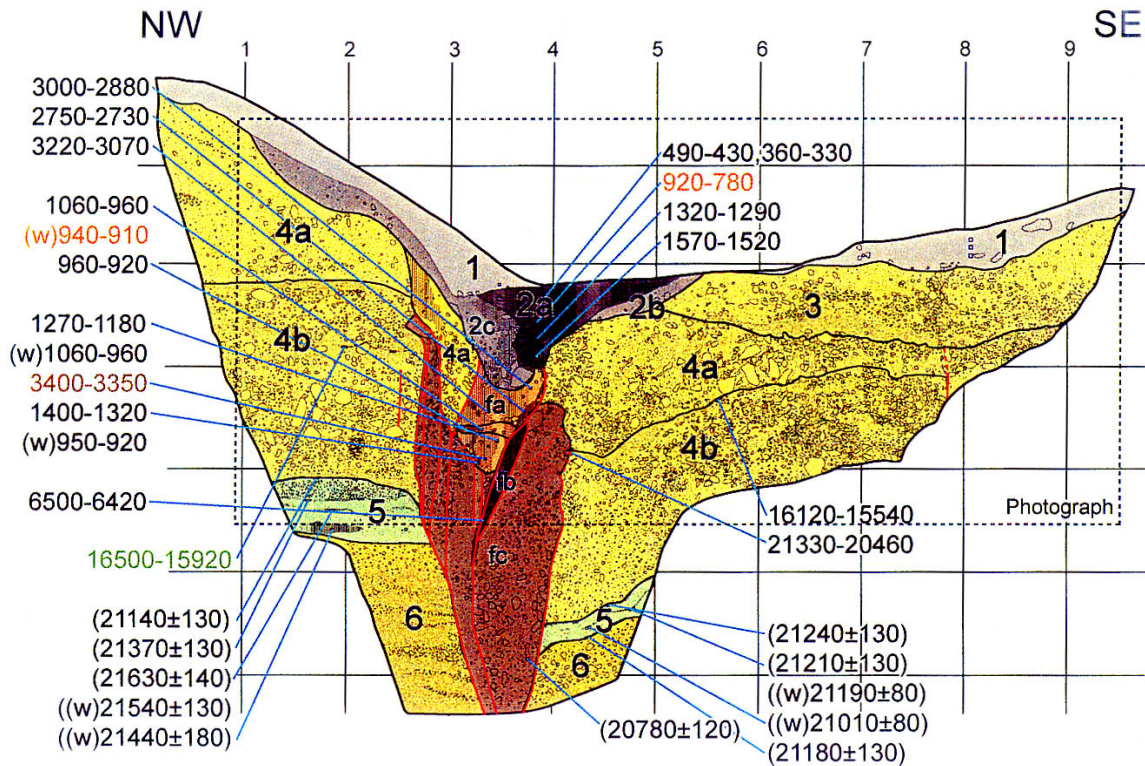 NW
SE
1 2 3 4 5 6 7 8 9
3000-2880
2750-2730
3220-3070
1060-960
(w)940-910
960-920
1270-1180
(w)1060-960
3400-3350
1400-1320
(w)950-920
6500-6420
16500-15920
(21140±130)
(21370±130)
(21630±140)
((w)21540±130)
((w)21440±180)
490-430,360-330
920-780
1320-1290
1570-1520
4a
1
2a
2b
1
2c
3
4b
4a
4a
fa
4b
fb
5
Photograph
fc
16120-15540
21330-20460
6
5
6
(21240±130)
(21210±130)
((w)21190±80)
((w)21010±80)
(20780±120)
(21180±130)